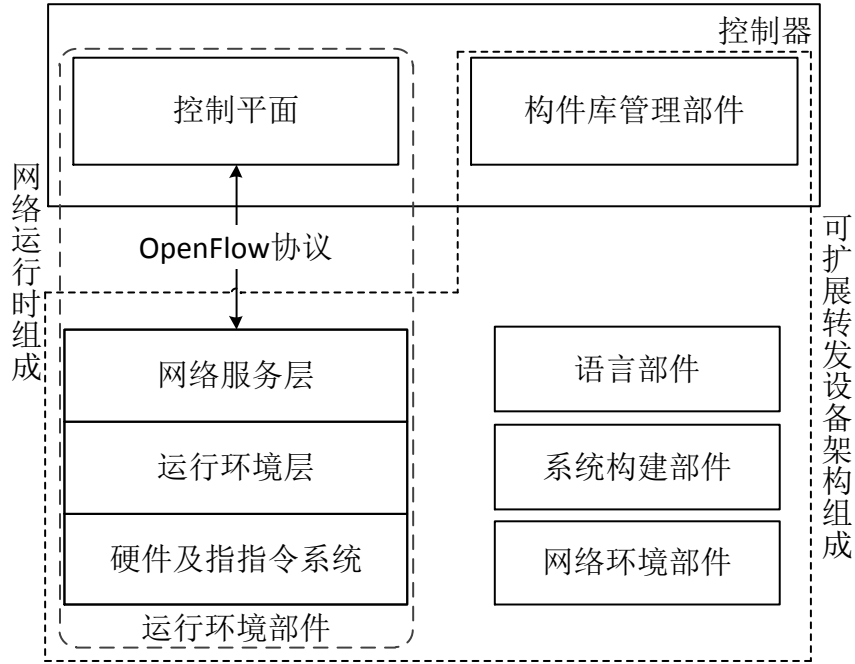 控制器
控制平面
构件库管理部件
网络运行时组成
OpenFlow协议
可扩展转发设备架构组成
网络服务层
语言部件
运行环境层
系统构建部件
硬件及指指令系统
网络环境部件
运行环境部件